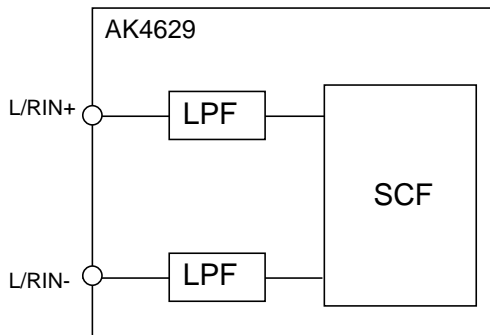 AK4629
L/RIN+
LPF
SCF
L/RIN-
LPF